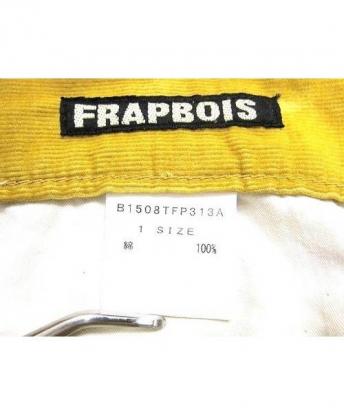 FRAPBOIS
B1508TFP313A
1 SIZE
綿 100%